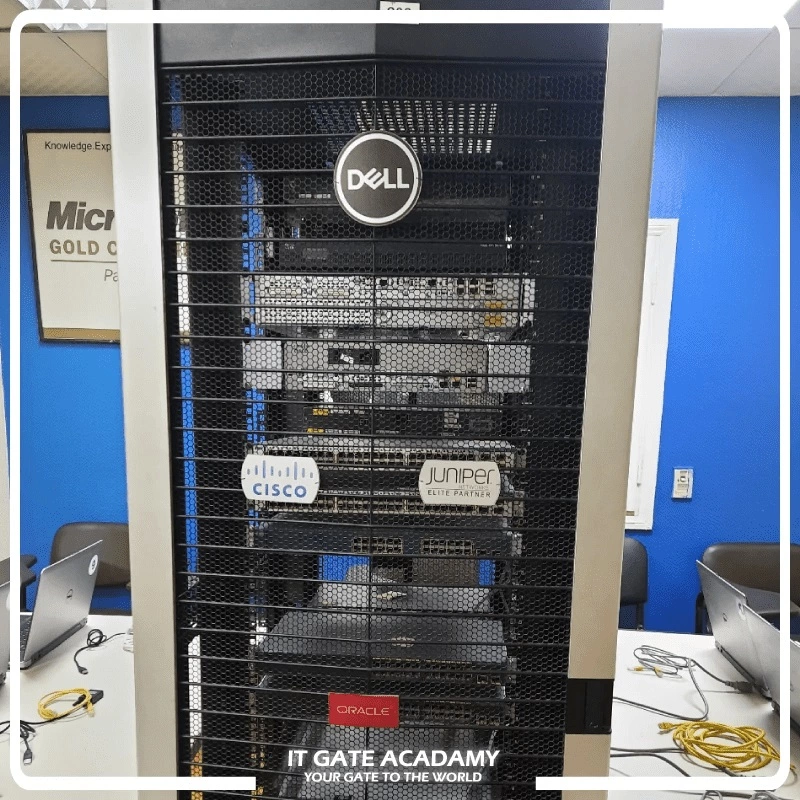 Knowledge.Exp
DELL
Micr
GOLD C
Pa
CISCO
JUNIPER
NETWORKS
ELITE PARTNER
ORACLE
IT GATE ACADAMY
YOUR GATE TO THE WORLD